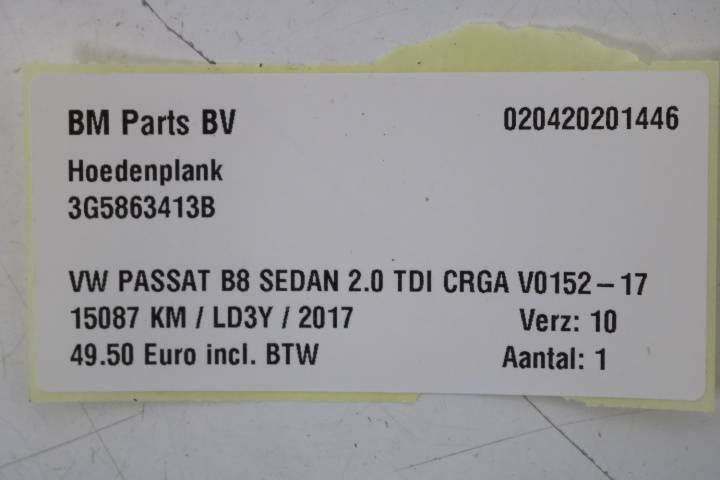 BM Parts BV 020420201446
Hoedenplank
3G5863413B
VW PASSAT B8 SEDAN 2.0 TDI CRGA V0152-17
15087 KM / LD3Y / 2017 Verz: 10
49.50 Euro incl. BTW Aantal: 1